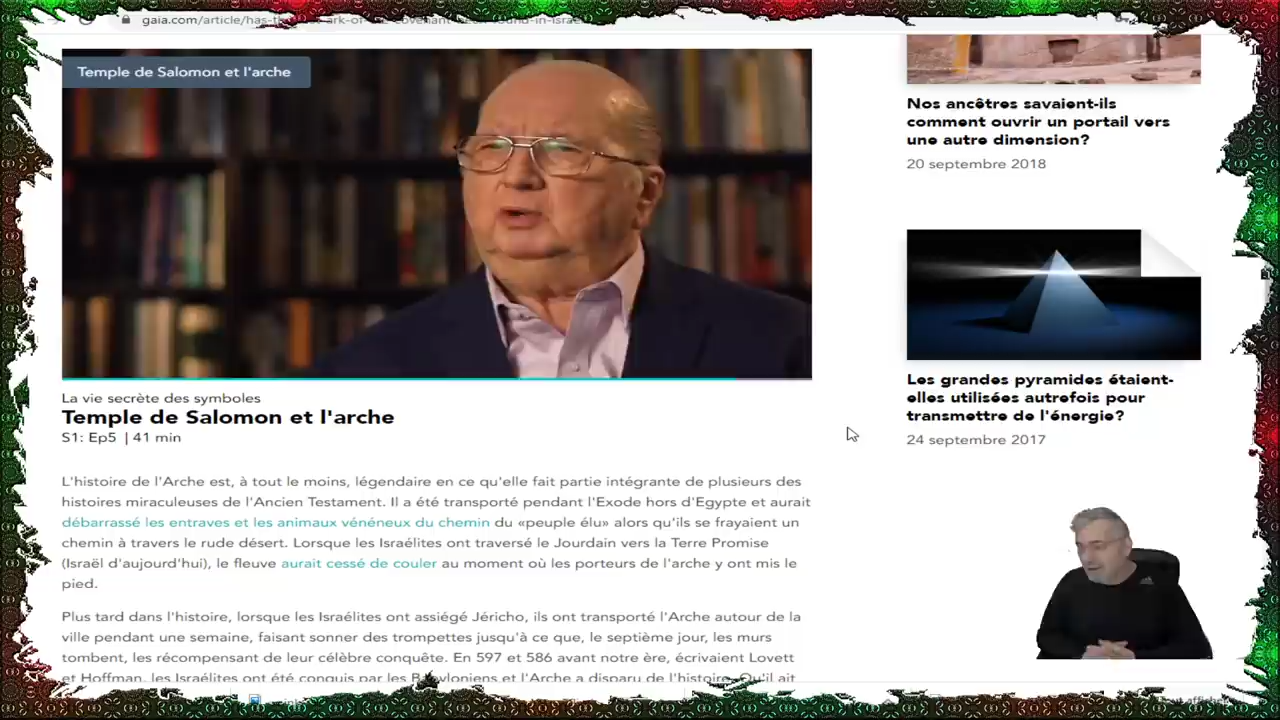 gaia.com/article/has-th
Temple de Salomon et l'arche
La vie secrète des symboles
Temple de Salomon et l'arche
S1: Ep5 | 41 min
L'histoire de l'Arche est, à tout le moins, légendaire en ce qu'elle fait partie intégrante de plusieurs des
histoires miraculeuses de l'Ancien Testament. Il a été transporté pendant l'Exode hors d'Egypte et aurait
débarrassé les entraves et les animaux vénéneux du chemin du «peuple élu» alors qu'ils se frayaient un
chemin à travers le rude désert. Lorsque les Israélites ont traversé le Jourdain vers la Terre Promise
(Israël d'aujourd'hui), le fleuve aurait cessé de couler au moment où les porteurs de l'arche y ont mis le
pied.
Plus tard dans l'histoire, lorsque les Israélites ont assiégé Jéricho, ils ont transporté l'Arche autour de la
ville pendant une semaine, faisant sonner des trompettes jusqu'à ce que, le septième jour, les murs
tombent, les récompensant de leur célèbre conquête. En 597 et 586 avant notre ère, écrivaient Lovett
et Hoffman, les Israélites ont été conquis par les Babyloniens et l'Arche a disparu de l'histoire. Qu'il ait
Nos ancêtres savaient-ils
comment ouvrir un portail vers
une autre dimension?
20 septembre 2018
Les grandes pyramides étaient-
elles utilisées autrefois pour
transmettre de l'énergie?
24 septembre 2017